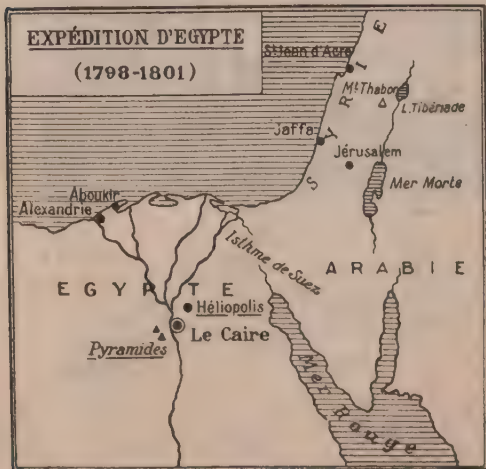 EXPÉDITION D'EGYPTE
(1798-1801)
St Jean d'Acre
Mt. Thabor
L. Tibériade
SYRIE
Jaffa
Jérusalem
Mer Morte
Aboukir
Alexandrie
Isthme de Suez
ARABIE
EGYPTE
Héliopolis
Le Caire
Pyramides
Mer Rouge